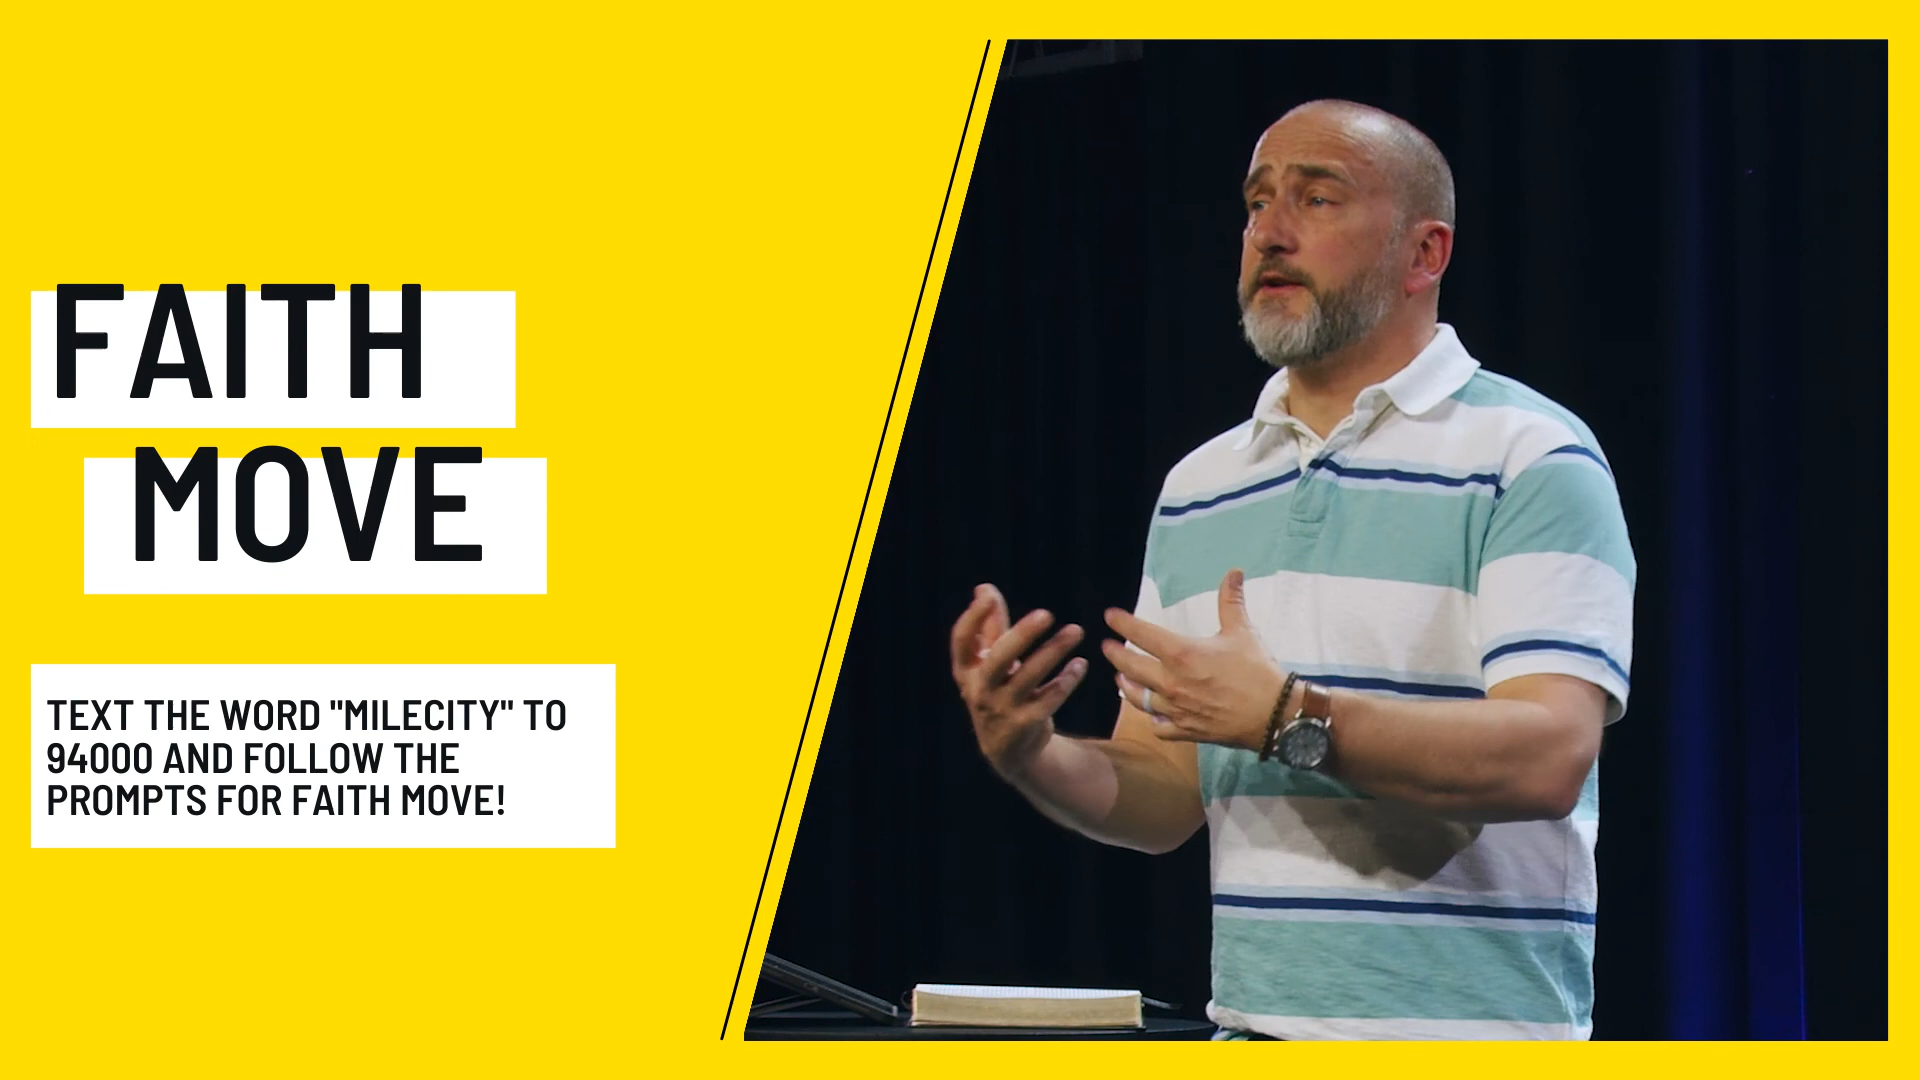 FAITH
MOVE
TEXT THE WORD "MILECITY" TO
94000 AND FOLLOW THE
PROMPTS FOR FAITH MOVE!